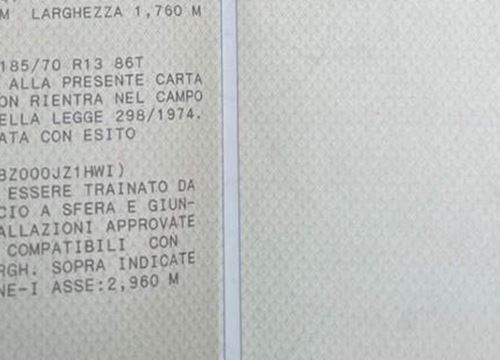 M LARGHEZZA 1,760 M
185/70 R13 86T
ALLA PRESENTE CARTA
ON RIENTRA NEL CAMPO
ELLA LEGGE 298/1974.
ATA CON ESITO
BZ000JZ1HWI)
ESSERE TRAINATO DA
CIO A SFERA E GIUN-
ALLAZIONI APPROVATE
COMPATIBILI CON
RGH. SOPRA INDICATE
NE-I ASSE:2,960 M